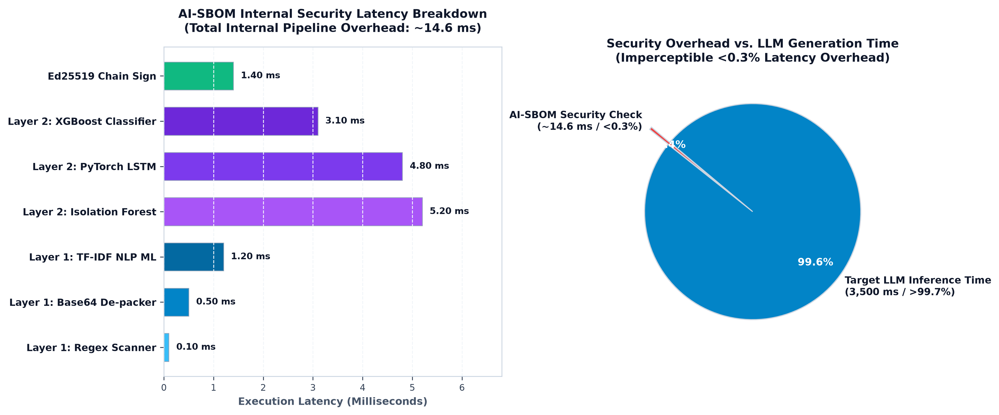 AI-SBOM Internal Security Latency Breakdown
(Total Internal Pipeline Overhead: ~14.6 ms)
Ed25519 Chain Sign
1.40 ms
Layer 2: XGBoost Classifier
3.10 ms
Layer 2: PyTorch LSTM
4.80 ms
Layer 2: Isolation Forest
5.20 ms
Layer 1: TF-IDF NLP ML
1.20 ms
Layer 1: Base64 De-packer
0.50 ms
Layer 1: Regex Scanner
0.10 ms
0 1 2 3 4 5 6
Execution Latency (Milliseconds)
Security Overhead vs. LLM Generation Time
(Imperceptible <0.3% Latency Overhead)
AI-SBOM Security Check
(~14.6 ms / <0.3%)
.4%
99.6%
Target LLM Inference Time
(3,500 ms / >99.7%)